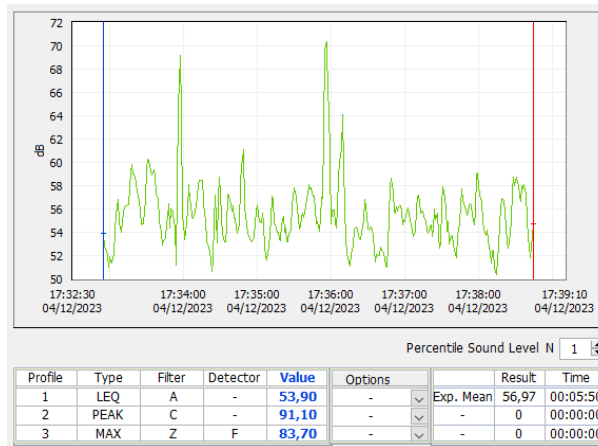 72
70
68
66
64
62
60
58
56
54
52
50
dB
17:32:30 17:34:00 17:35:00 17:36:00 17:37:00 17:38:00 17:39:10
04/12/2023 04/12/2023 04/12/2023 04/12/2023 04/12/2023 04/12/2023 04/12/2023
Percentile Sound Level N 1
Profile Type Filter Detector Value Options Result Time
1 LEQ A - 53,90 - Exp. Mean 56,97 00:05:50
2 PEAK C - 91,10 - - 0 00:00:00
3 MAX Z F 83,70 - - 0 00:00:00